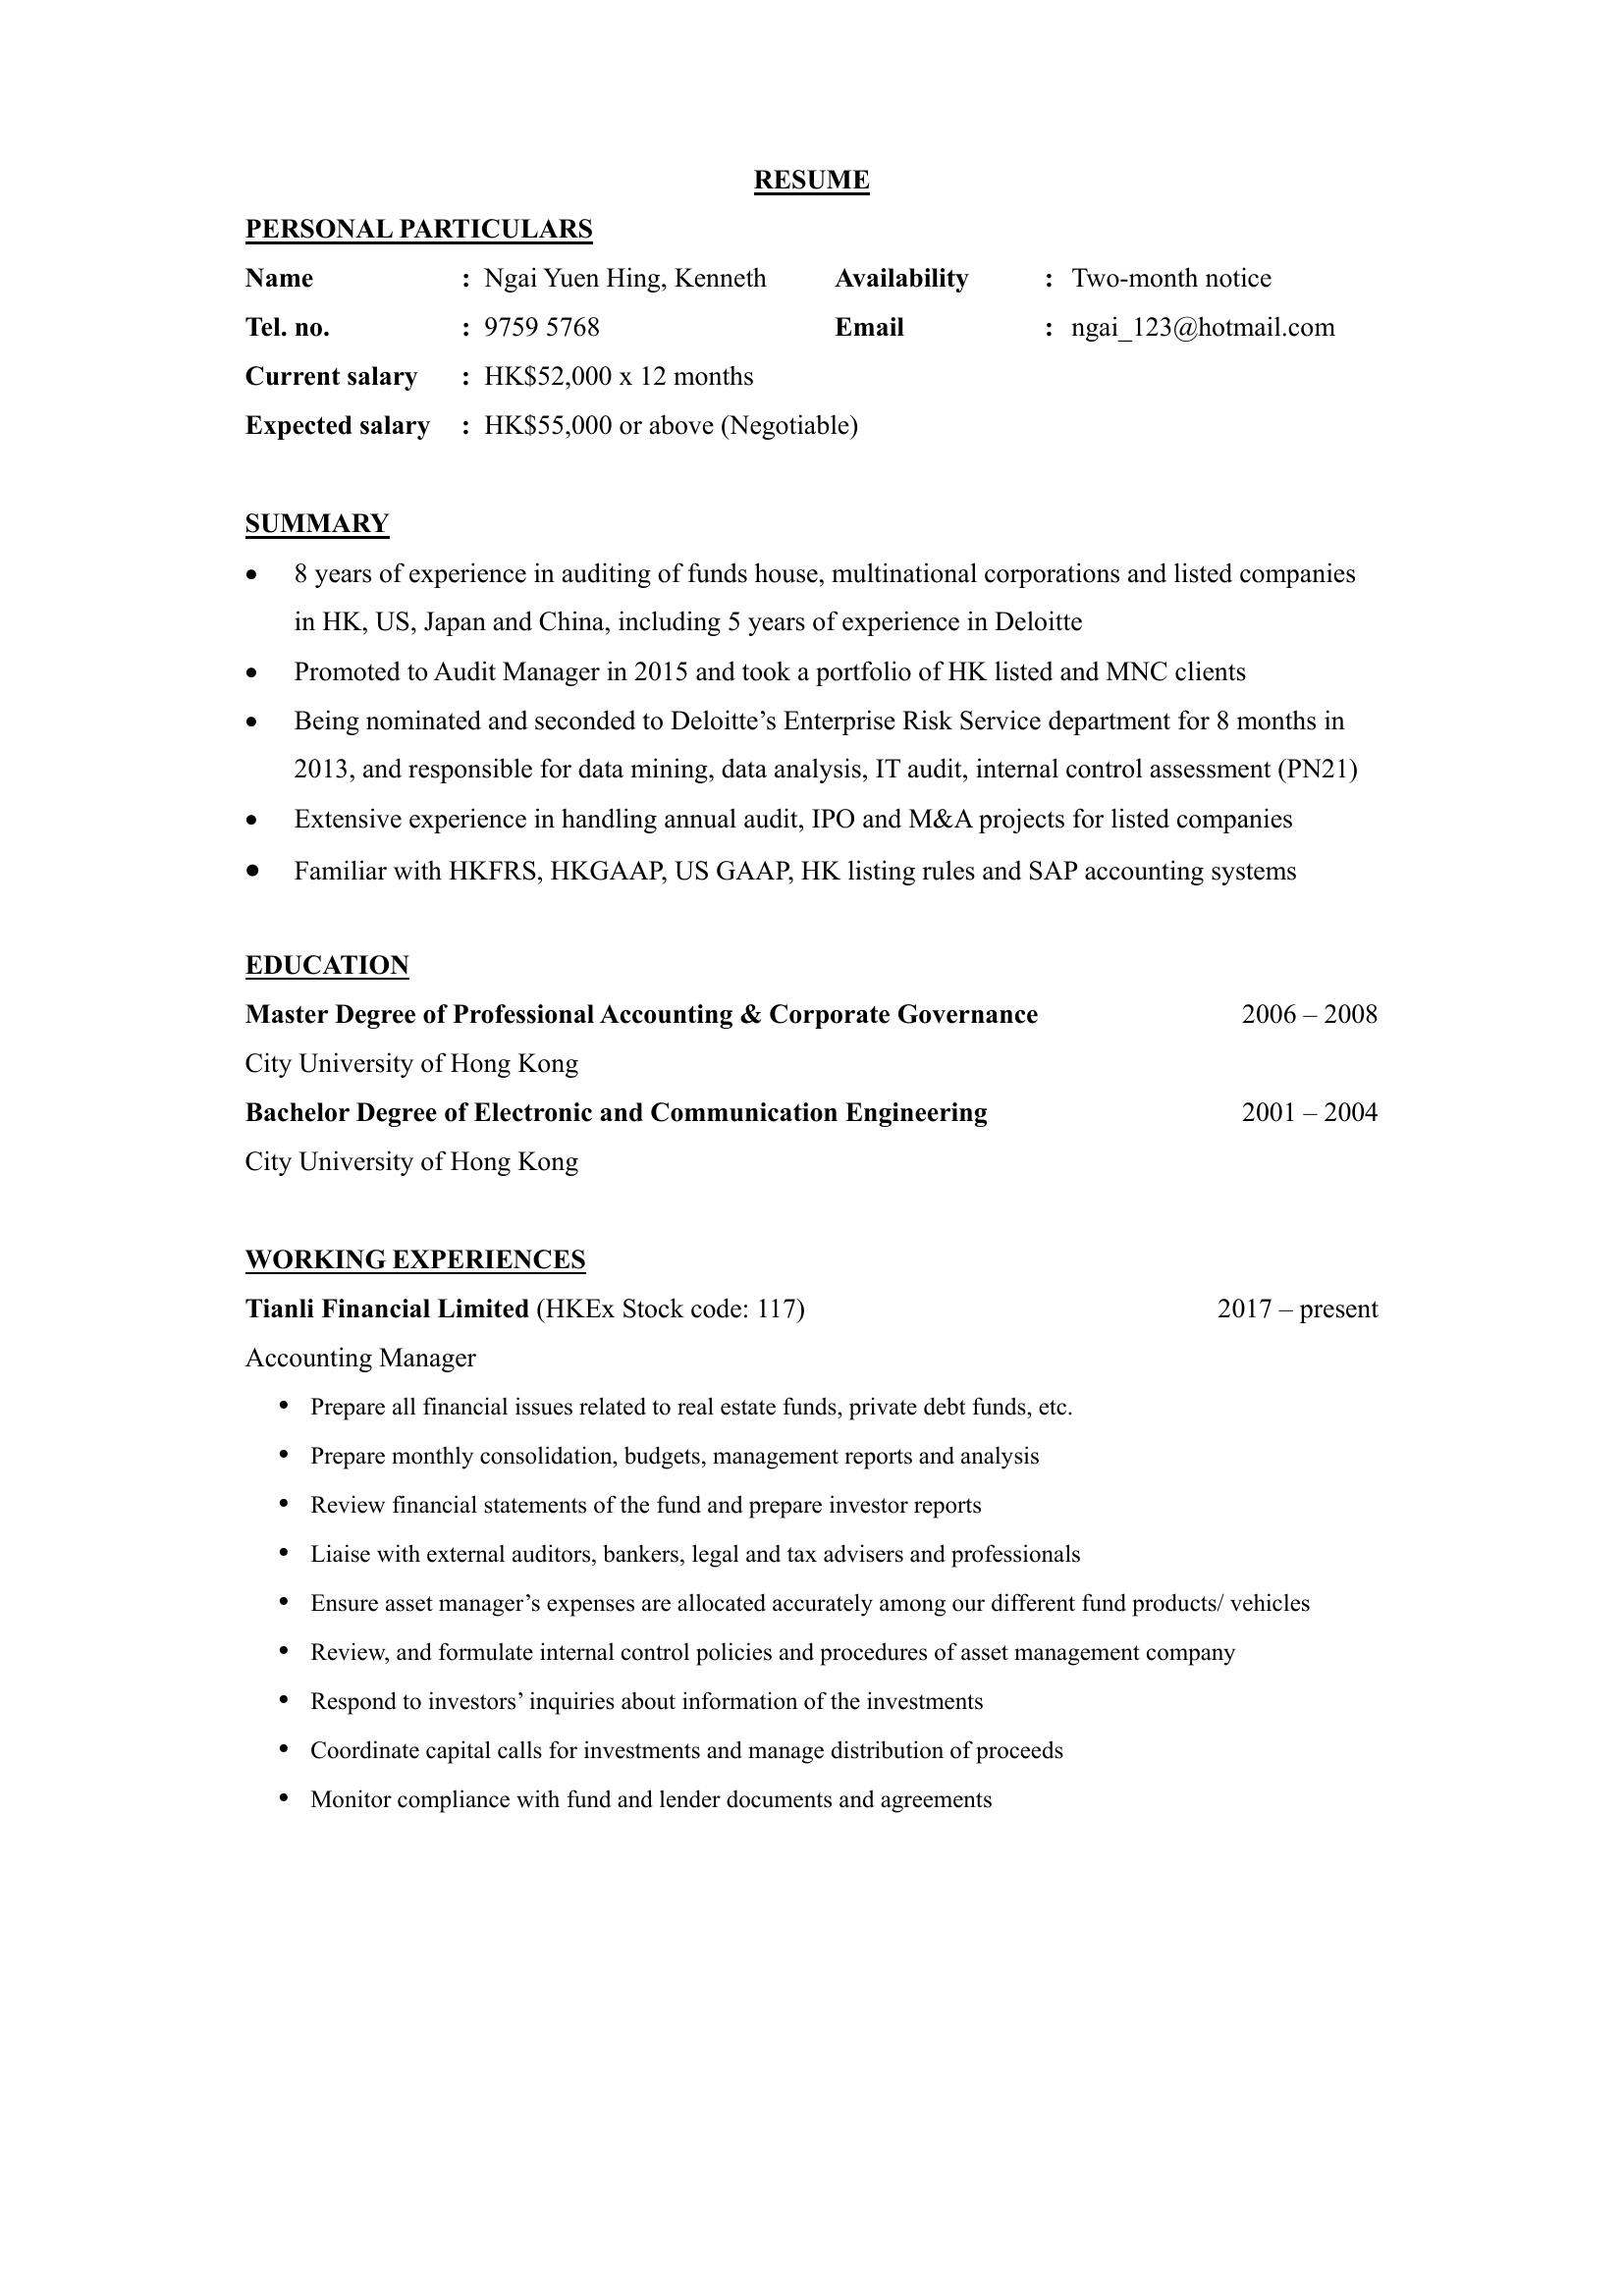 RESUME
PERSONAL PARTICULARS
Name : Ngai Yuen Hing, Kenneth Availability : Two-month notice
Tel. no. : 9759 5768 Email : ngai_123@hotmail.com
Current salary : HK$52,000 x 12 months
Expected salary : HK$55,000 or above (Negotiable)
SUMMARY
• 8 years of experience in auditing of funds house, multinational corporations and listed companies
in HK, US, Japan and China, including 5 years of experience in Deloitte
• Promoted to Audit Manager in 2015 and took a portfolio of HK listed and MNC clients
• Being nominated and seconded to Deloitte’s Enterprise Risk Service department for 8 months in
2013, and responsible for data mining, data analysis, IT audit, internal control assessment (PN21)
• Extensive experience in handling annual audit, IPO and M&A projects for listed companies
• Familiar with HKFRS, HKGAAP, US GAAP, HK listing rules and SAP accounting systems
EDUCATION
Master Degree of Professional Accounting & Corporate Governance 2006 – 2008
City University of Hong Kong
Bachelor Degree of Electronic and Communication Engineering 2001 – 2004
City University of Hong Kong
WORKING EXPERIENCES
Tianli Financial Limited (HKEx Stock code: 117) 2017 – present
Accounting Manager
• Prepare all financial issues related to real estate funds, private debt funds, etc.
• Prepare monthly consolidation, budgets, management reports and analysis
• Review financial statements of the fund and prepare investor reports
• Liaise with external auditors, bankers, legal and tax advisers and professionals
• Ensure asset manager’s expenses are allocated accurately among our different fund products/ vehicles
• Review, and formulate internal control policies and procedures of asset management company
• Respond to investors’ inquiries about information of the investments
• Coordinate capital calls for investments and manage distribution of proceeds
• Monitor compliance with fund and lender documents and agreements